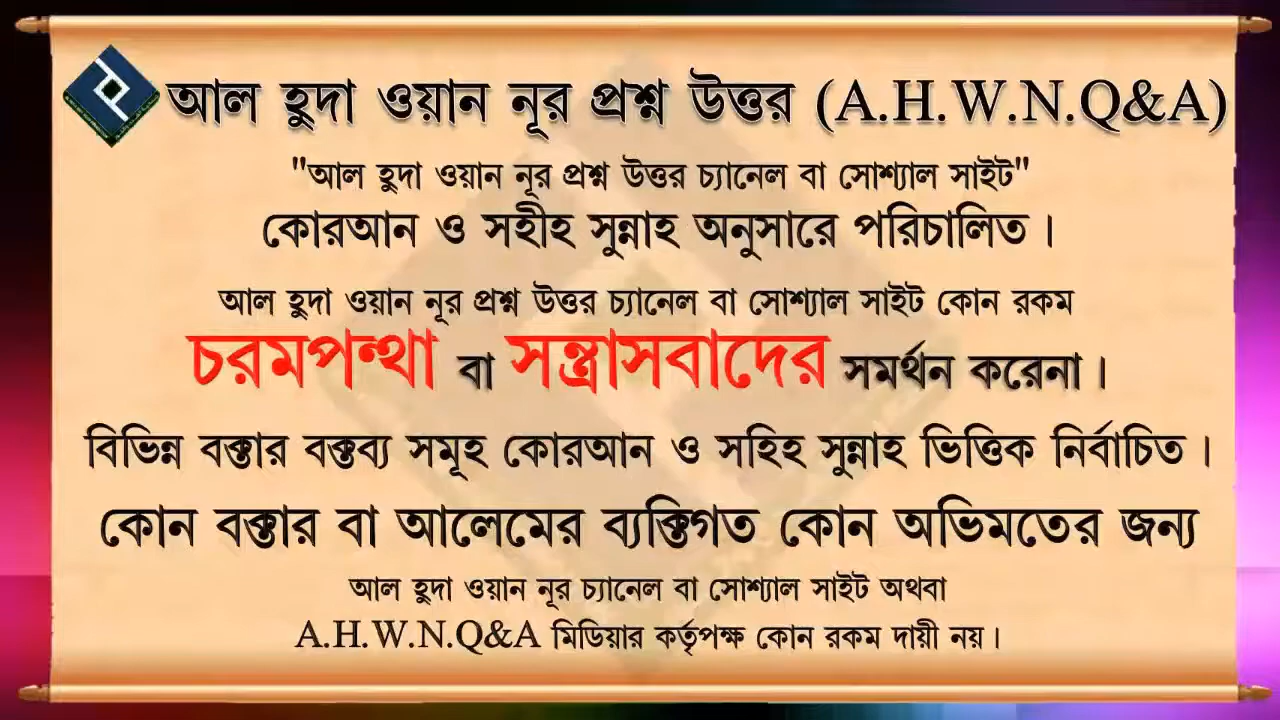 আল হুদা ওয়ান নূর প্রশ্ন উত্তর (A.H.W.N.Q&A)
"আল হুদা ওয়ান নূর প্রশ্ন উত্তর চ্যানেল বা সোশ্যাল সাইট"
কোরআন ও সহীহ সুন্নাহ অনুসারে পরিচালিত।
আল হুদা ওয়ান নূর প্রশ্ন উত্তর চ্যানেল বা সোশ্যাল সাইট কোন রকম
চরমপন্থা বা সন্ত্রাসবাদের সমর্থন করেনা।
বিভিন্ন বক্তার বক্তব্য সমূহ কোরআন ও সহিহ সুন্নাহ ভিত্তিক নির্বাচিত।
কোন বক্তার বা আলেমের ব্যক্তিগত কোন অভিমতের জন্য
আল হুদা ওয়ান নূর চ্যানেল বা সোশ্যাল সাইট অথবা
A.H.W.N.Q&A মিডিয়ার কর্তৃপক্ষ কোন রকম দায়ী নয়।